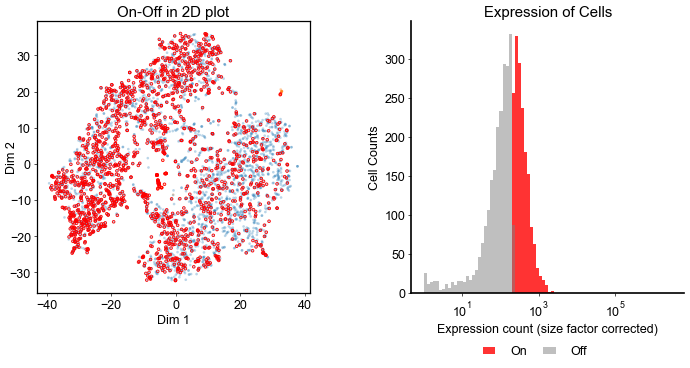 On-Off in 2D plot
Expression of Cells
30
20
10
0
−10
−20
−30
Dim 2
−40
−20
0
20
40
Dim 1
350
300
250
200
150
100
50
0
Cell Counts
10¹
10³
10⁵
Expression count (size factor corrected)
On
Off